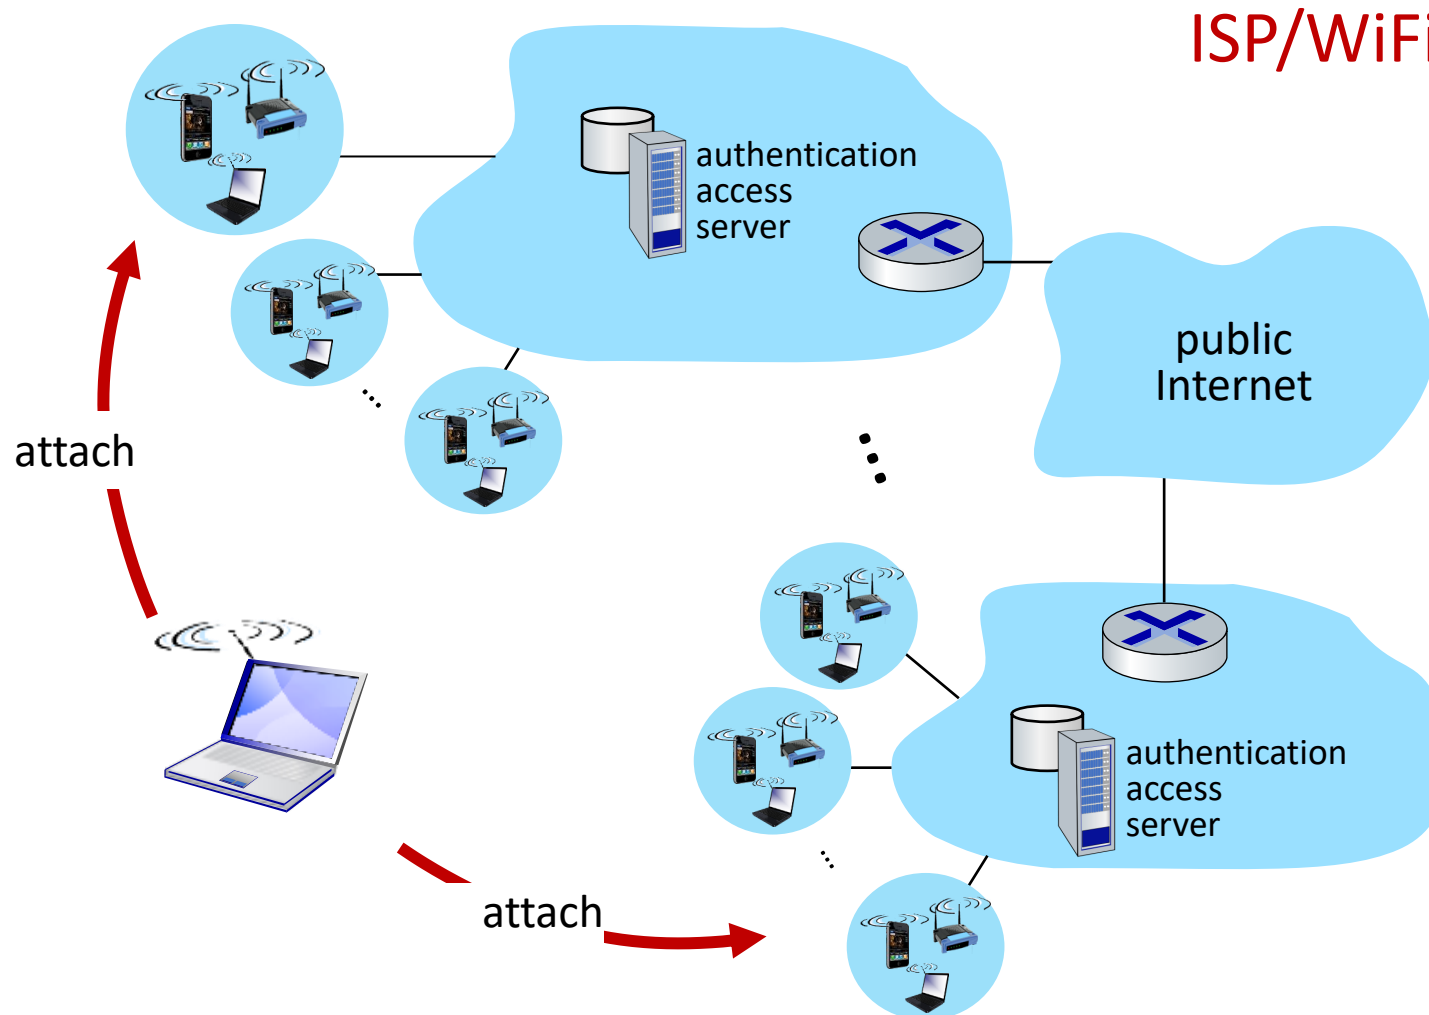 ISP/WiFi
authentication
access
server
public
Internet
attach
authentication
access
server
attach